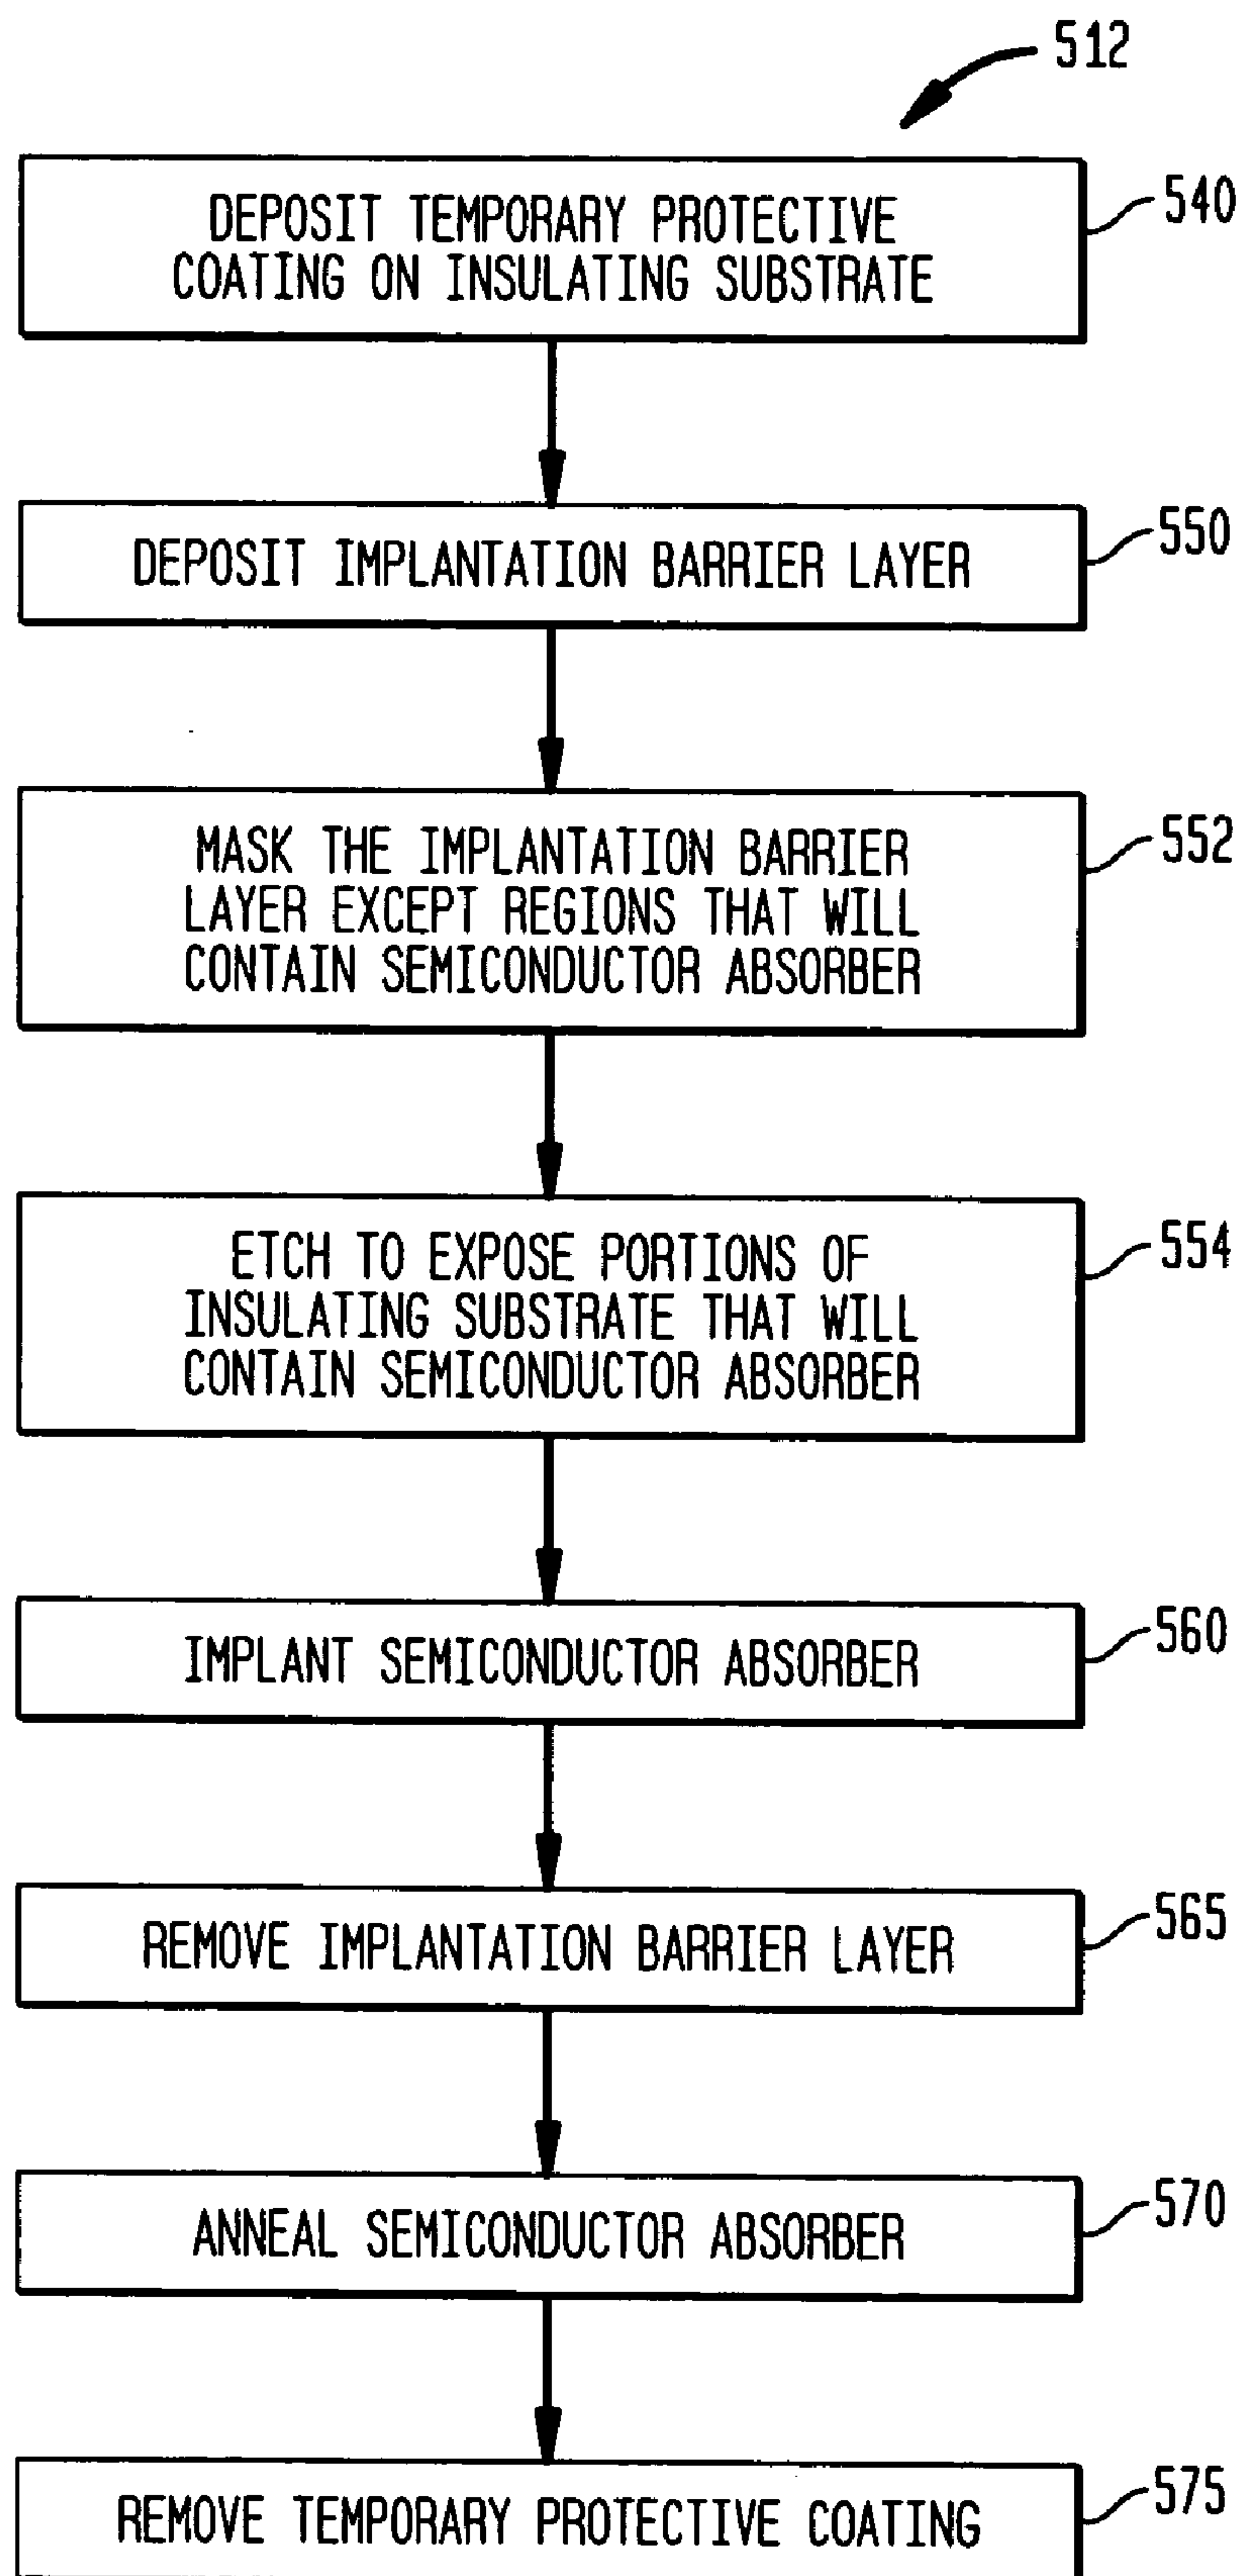 512
DEPOSIT TEMPORARY PROTECTIVE
COATING ON INSULATING SUBSTRATE
540
DEPOSIT IMPLANTATION BARRIER LAYER
550
MASK THE IMPLANTATION BARRIER
LAYER EXCEPT REGIONS THAT WILL
CONTAIN SEMICONDUCTOR ABSORBER
552
ETCH TO EXPOSE PORTIONS OF
INSULATING SUBSTRATE THAT WILL
CONTAIN SEMICONDUCTOR ABSORBER
554
IMPLANT SEMICONDUCTOR ABSORBER
560
REMOVE IMPLANTATION BARRIER LAYER
565
ANNEAL SEMICONDUCTOR ABSORBER
570
REMOVE TEMPORARY PROTECTIVE COATING
575